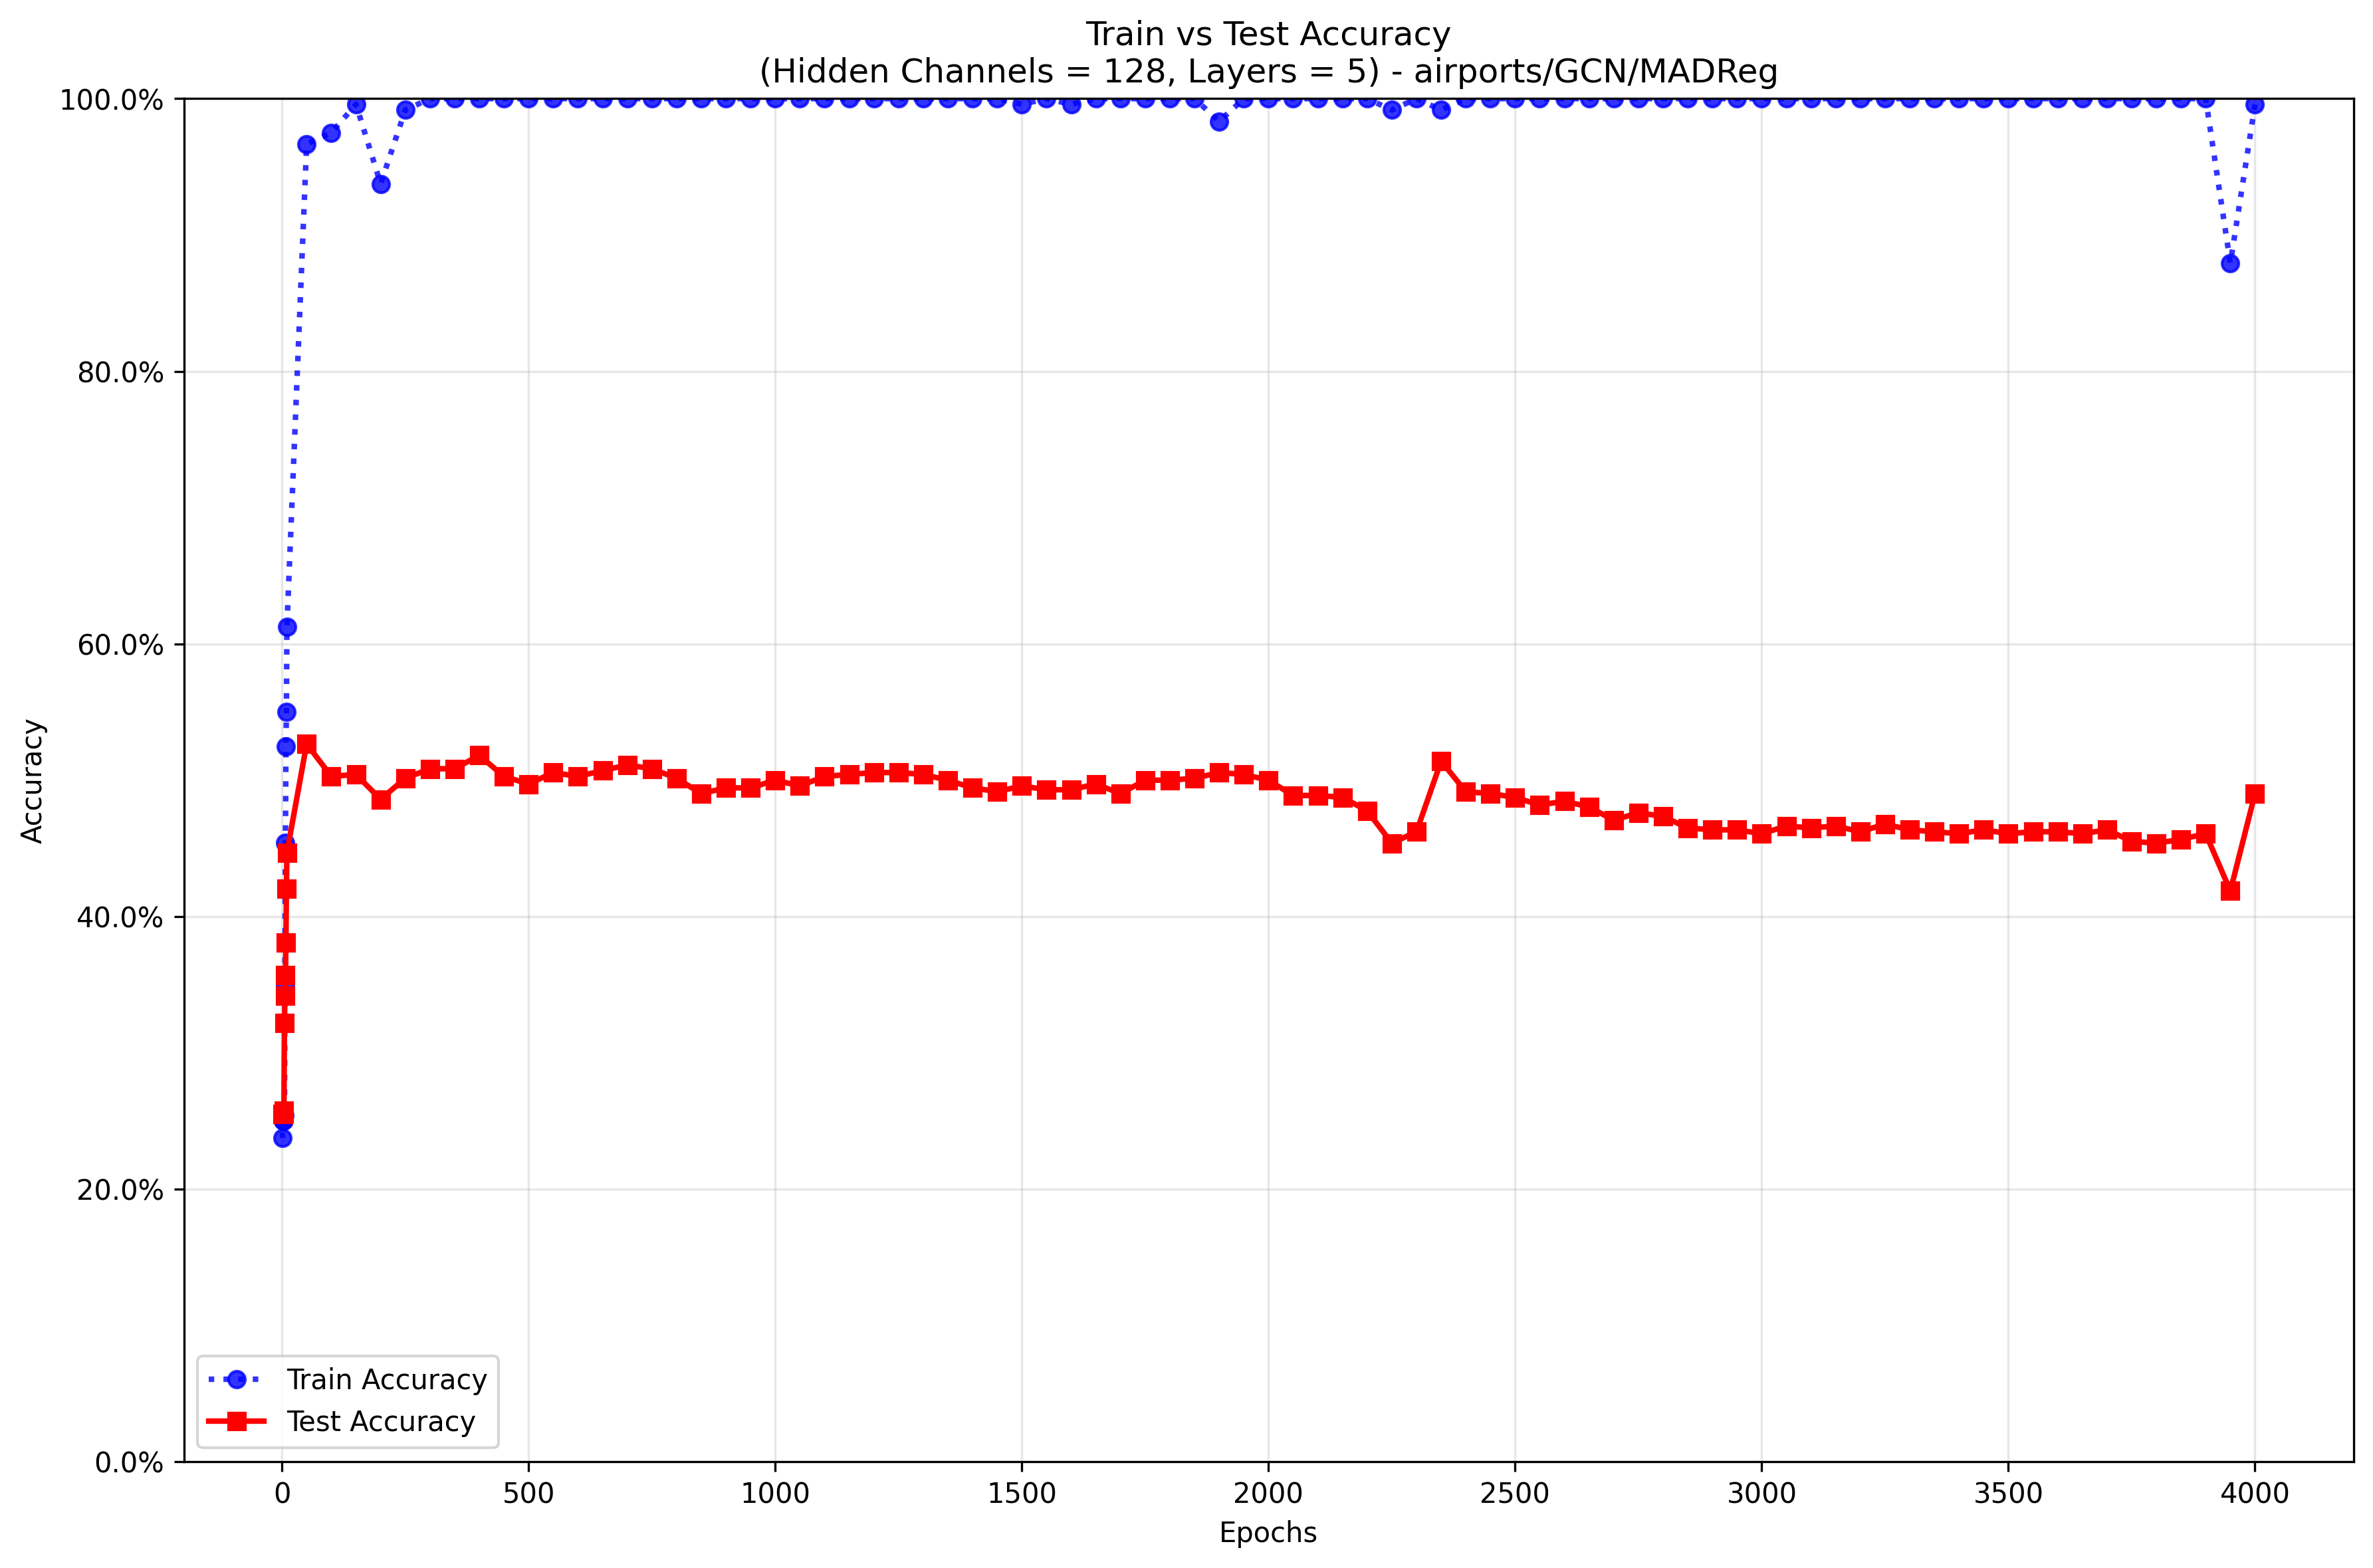 Train vs Test Accuracy
(Hidden Channels = 128, Layers = 5) - airports/GCN/MADReg
100.0%
80.0%
60.0%
40.0%
20.0%
0.0%
Accuracy
Train Accuracy
Test Accuracy
0 500 1000 1500 2000 2500 3000 3500 4000
Epochs